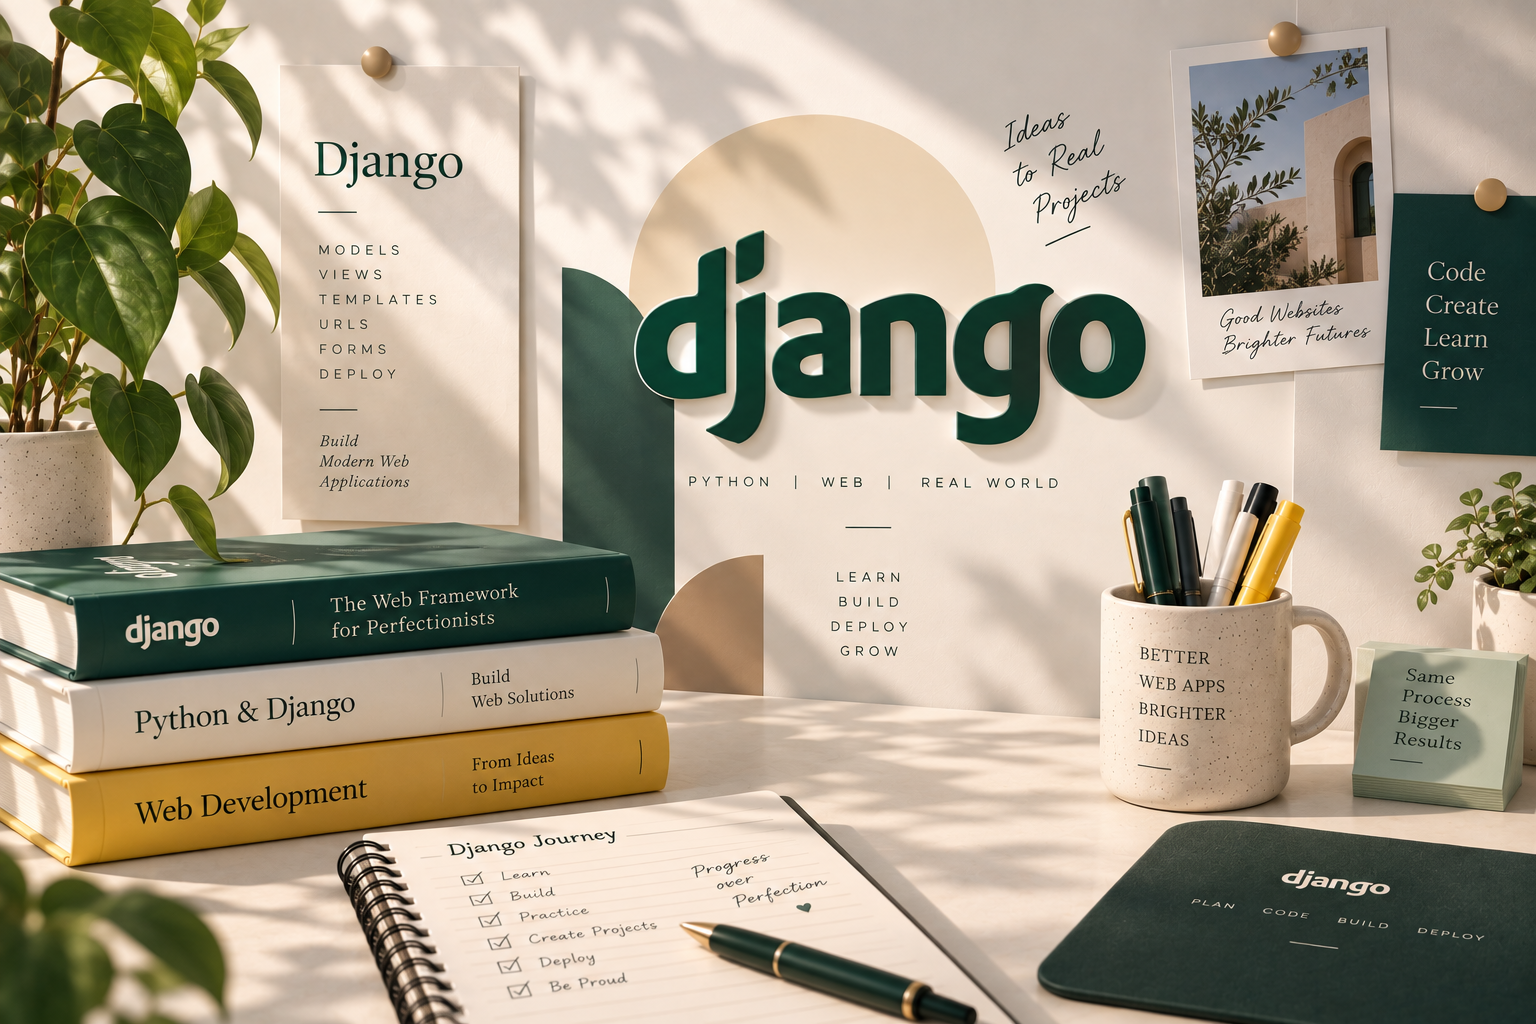 Django
MODELS
VIEWS
TEMPLATES
URLS
FORMS
DEPLOY
Build
Modern Web
Applications
django
PYTHON | WEB | REAL WORLD
LEARN
BUILD
DEPLOY
GROW
Ideas
to Real
Projects
Good Websites
Brighter Futures
Code
Create
Learn
Grow
django
django
The Web Framework
for Perfectionists
Python & Django
Build
Web Solutions
Web Development
From Ideas
to Impact
BETTER
WEB APPS
BRIGHTER
IDEAS
Same
Process
Bigger
Results
Django Journey
Learn
Build
Practice
Create Projects
Deploy
Be Proud
Progress
over
Perfection
django
PLAN CODE BUILD DEPLOY